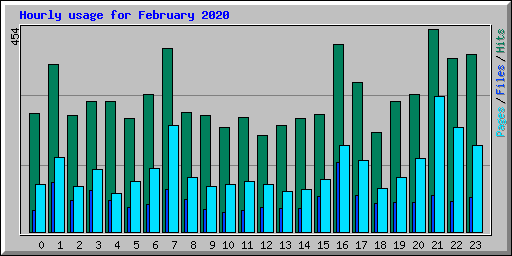 Hourly usage for February 2020
454
Pages / Files / Hits
0 1 2 3 4 5 6 7 8 9 10 11 12 13 14 15 16 17 18 19 20 21 22 23